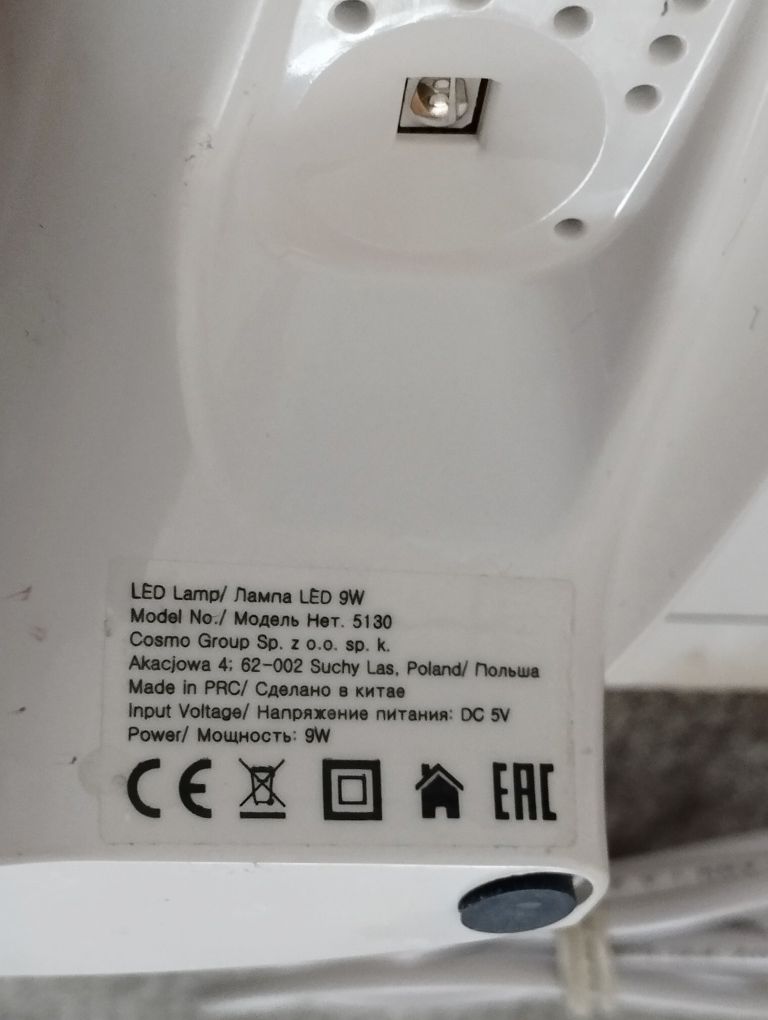 LED Lamp/ Лампа LED 9W
Model No./ Модель Нет. 5130
Cosmo Group Sp. z o.o. sp. k.
Akacjowa 4; 62-002 Suchy Las, Poland/ Польша
Made in PRC/ Сделано в китае
Input Voltage/ Напряжение питания: DC 5V
Power/ Мощность: 9W
CE EAC